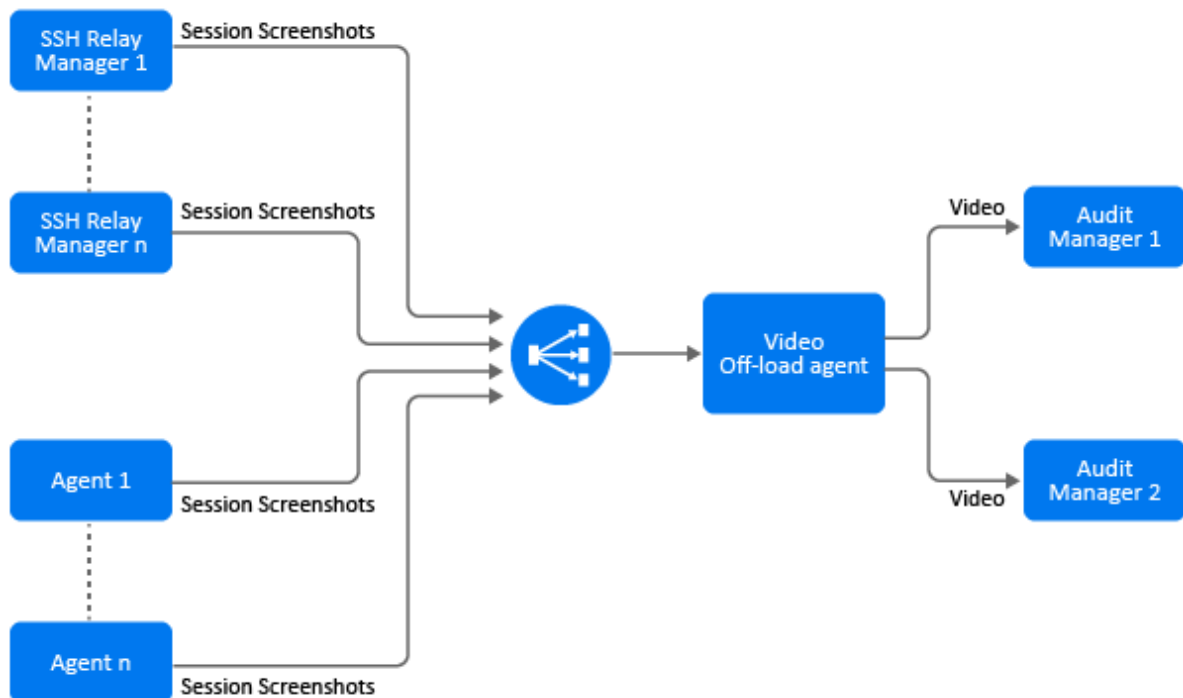 Session Screenshots
SSH Relay
Manager 1
Session Screenshots
SSH Relay
Manager n
Video
Audit
Manager 1
Video
Off-load agent
Agent 1
Session Screenshots
Audit
Manager 2
Video
Agent n
Session Screenshots